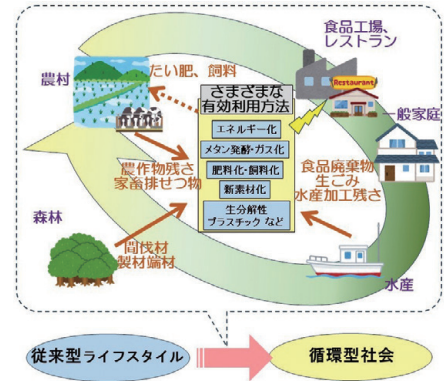 食品工場、
レストラン
Restaurant
農村
たい肥、飼料
さまざまな
有効利用方法
一般家庭
エネルギー化
メタン発酵・ガス化
肥料化・飼料化
新素材化
生分解性
プラスチック など
農作物残さ
家畜排せつ物
食品廃棄物
生ごみ
水産加工残さ
森林
間伐材
製材端材
水産
従来型ライフスタイル
循環型社会